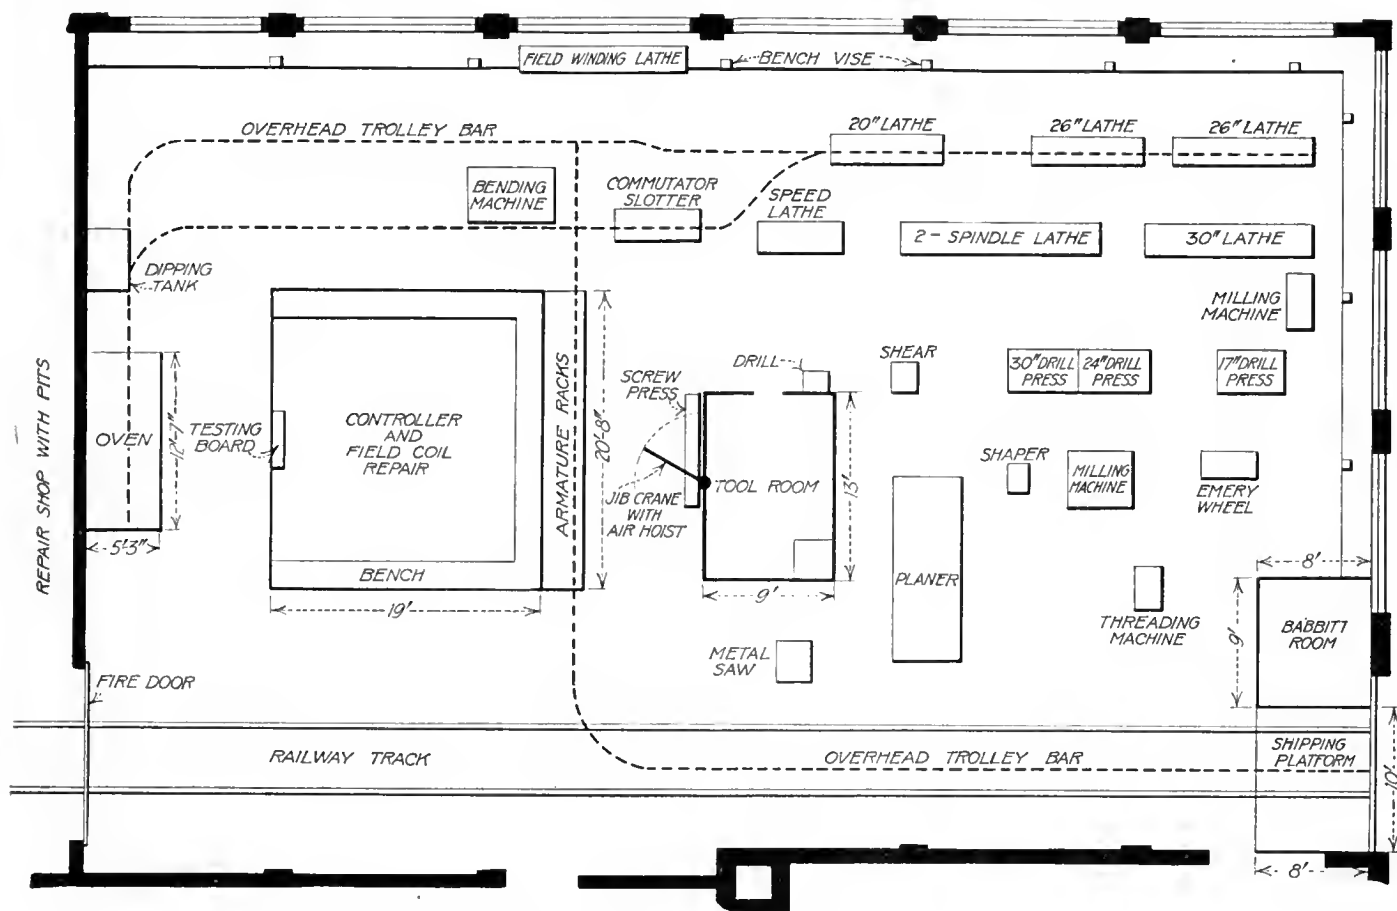 FIELD WINDING LATHE
BENCH VISE
OVERHEAD TROLLEY BAR
20" LATHE
26" LATHE
26" LATHE
BENDING
MACHINE
COMMUTATOR
SLOTTER
SPEED
LATHE
2 - SPINDLE LATHE
30" LATHE
DIPPING
TANK
MILLING
MACHINE
REPAIR SHOP WITH PITS
OVEN
12'-7"
5'-3"
TESTING
BOARD
CONTROLLER
AND
FIELD COIL
REPAIR
BENCH
19'
ARMATURE RACKS
20'-8"
SCREW
PRESS
DRILL
SHEAR
30" DRILL
PRESS
24" DRILL
PRESS
17" DRILL
PRESS
JIB CRANE
WITH
AIR HOIST
TOOL ROOM
13'
9'
SHAPER
MILLING
MACHINE
EMERY
WHEEL
PLANER
THREADING
MACHINE
8'
9'
BABBITT
ROOM
METAL
SAW
FIRE DOOR
RAILWAY TRACK
OVERHEAD TROLLEY BAR
SHIPPING
PLATFORM
10'
8'